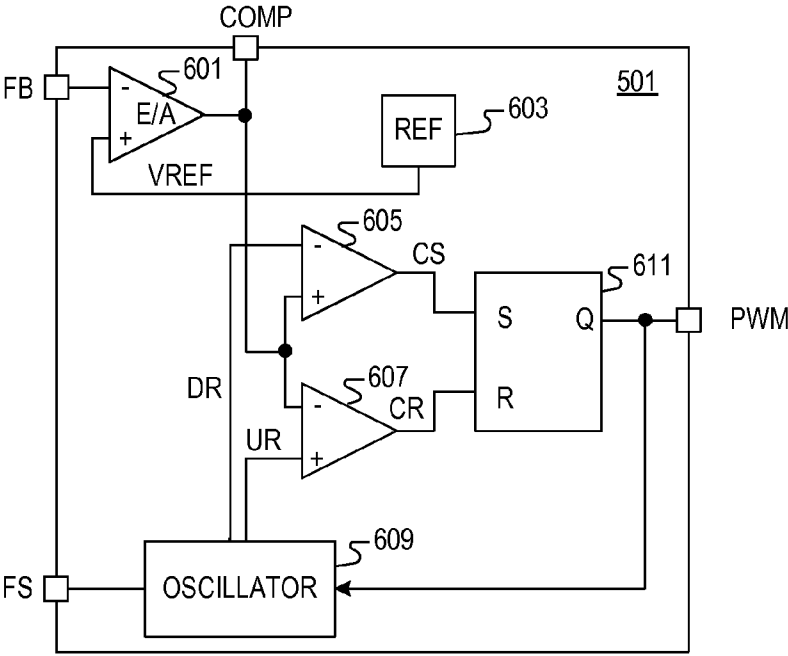 COMP
601
501
FB
-
E/A
+
REF
603
VREF
605
-
CS
+
611
S
Q
PWM
DR
607
-
CR
R
UR
+
609
FS
OSCILLATOR